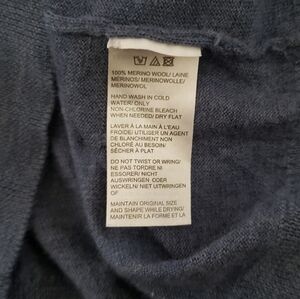 100% MERINO WOOL/ LAINE
MERINOS/ MERINOWOLLE/
MERINOWOL
HAND WASH IN COLD
WATER/ ONLY
NON-CHLORINE BLEACH
WHEN NEEDED/ DRY FLAT
LAVER À LA MAIN À L'EAU
FROIDE/ UTILISER UN AGENT
DE BLANCHIMENT NON
CHLORÉ AU BESOIN/
SÉCHER À PLAT
DO NOT TWIST OR WRING/
NE PAS TORDRE NI
ESSORER/ NICHT
AUSWRINGEN ODER
WICKELN/ NIET UITWRINGEN
OF
MAINTAIN ORIGINAL SIZE
AND SHAPE WHILE DRYING/
MAINTENIR LA FORME ET LA